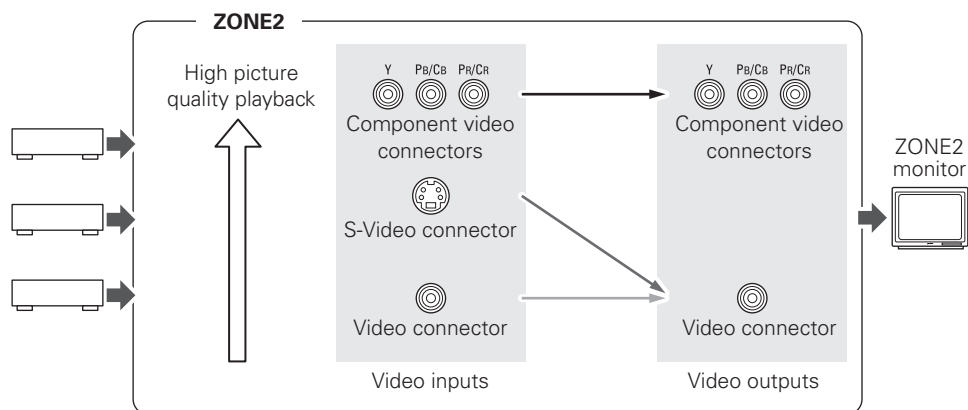 ZONE2
High picture
quality playback
Y PB/CB PR/CR
Component video
connectors
S-Video connector
Video connector
Video inputs
Y PB/CB PR/CR
Component video
connectors
Video connector
Video outputs
ZONE2
monitor